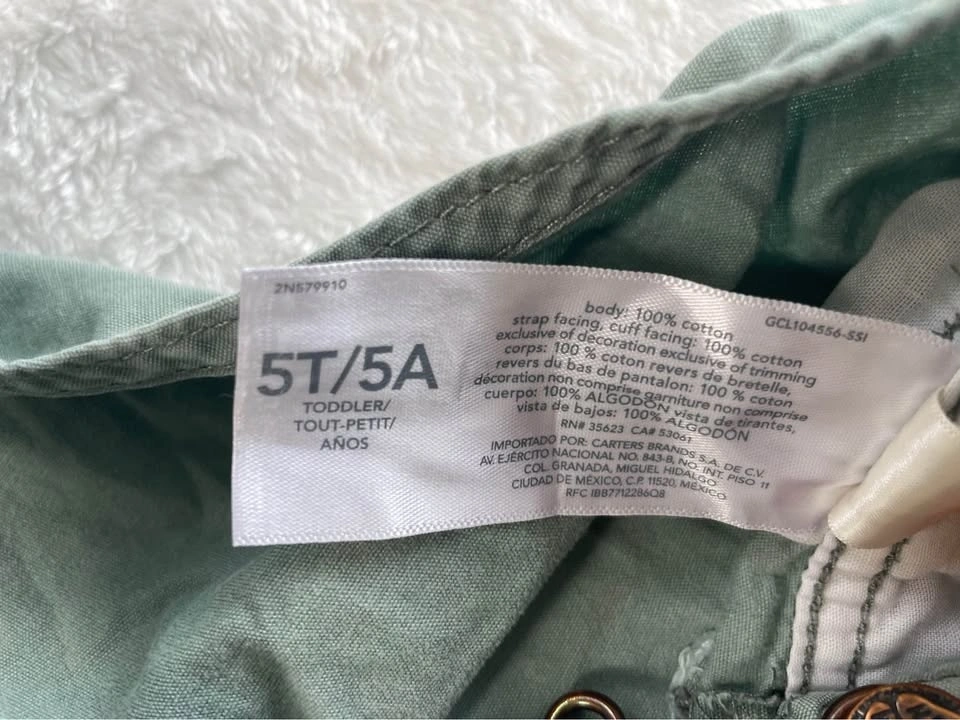 2N579910
5T/5A
TODDLER/
TOUT-PETIT/
AÑOS
GCL104556-SSI
body: 100% cotton
strap facing, cuff facing: 100% cotton
exclusive of decoration exclusive of trimming
corps: 100 % coton revers de bretelle,
revers du bas de pantalon: 100 % coton
décoration non comprise garniture non comprise
cuerpo: 100% ALGODÓN vista de tirantes,
vista de bajos: 100% ALGODÓN
RN# 35623 CA# 53061
IMPORTADO POR: CARTERS BRANDS S.A. DE C.V.
AV. EJÉRCITO NACIONAL NO. 843-B, NO. INT. PISO 11
COL. GRANADA, MIGUEL HIDALGO
CIUDAD DE MÉXICO, C.P. 11520, MÉXICO
RFC IBB7712286Q8